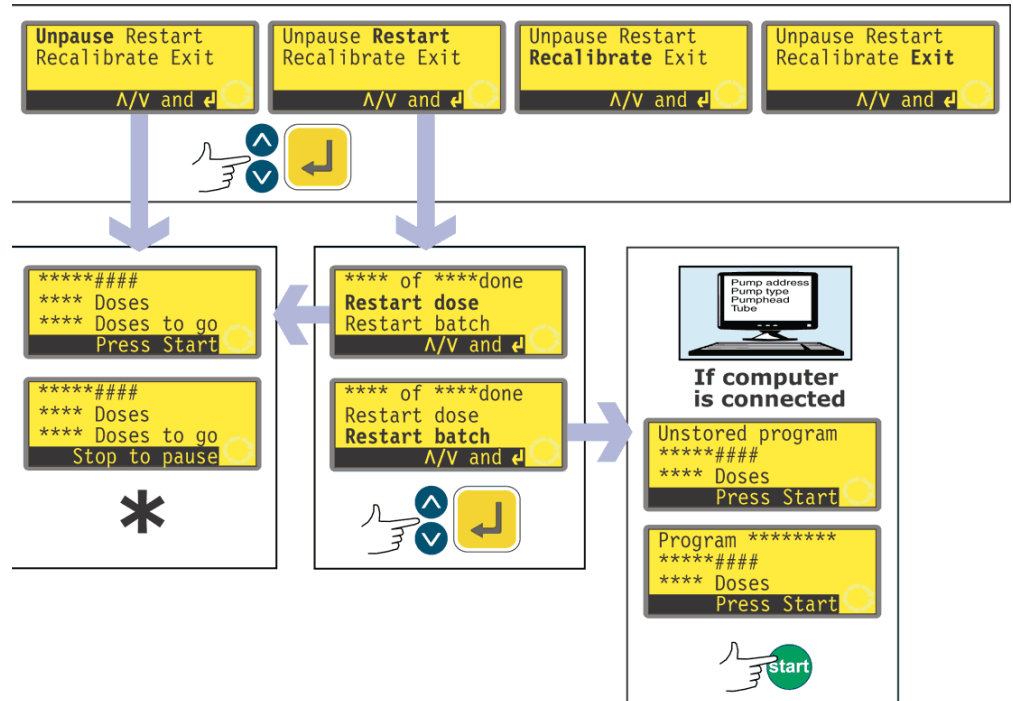 Unpause Restart
Recalibrate Exit
Λ/V and ↵
Unpause Restart
Recalibrate Exit
Λ/V and ↵
Unpause Restart
Recalibrate Exit
Λ/V and ↵
Unpause Restart
Recalibrate Exit
Λ/V and ↵
*****####
**** Doses
**** Doses to go
Press Start
*****####
**** Doses
**** Doses to go
Stop to pause
*
**** of ****done
Restart dose
Restart batch
Λ/V and ↵
**** of ****done
Restart dose
Restart batch
Λ/V and ↵
Pump address
Pump type
Pumphead
Tube
If computer
is connected
Unstored program
*****####
**** Doses
Press Start
Program ********
*****####
**** Doses
Press Start
start